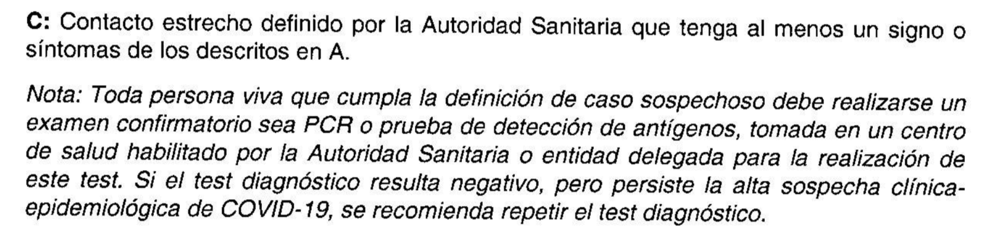 C: Contacto estrecho definido por la Autoridad Sanitaria que tenga al menos un signo o
síntomas de los descritos en A.
Nota: Toda persona viva que cumpla la definición de caso sospechoso debe realizarse un
examen confirmatorio sea PCR o prueba de detección de antígenos, tomada en un centro
de salud habilitado por la Autoridad Sanitaria o entidad delegada para la realización de
este test. Si el test diagnóstico resulta negativo, pero persiste la alta sospecha clínica-
epidemiológica de COVID-19, se recomienda repetir el test diagnóstico.